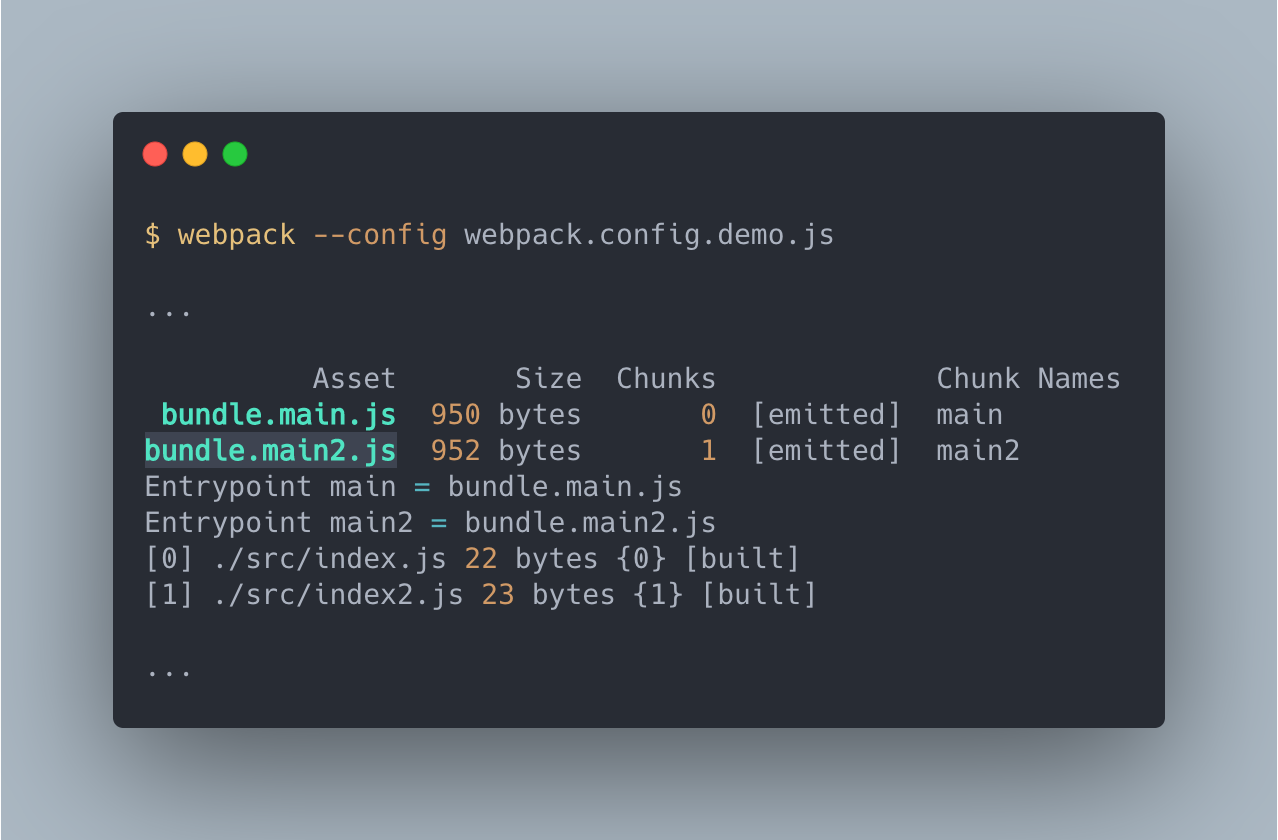 $ webpack --config webpack.config.demo.js
...
Asset Size Chunks Chunk Names
bundle.main.js 950 bytes 0 [emitted] main
bundle.main2.js 952 bytes 1 [emitted] main2
Entrypoint main = bundle.main.js
Entrypoint main2 = bundle.main2.js
[0] ./src/index.js 22 bytes {0} [built]
[1] ./src/index2.js 23 bytes {1} [built]
...